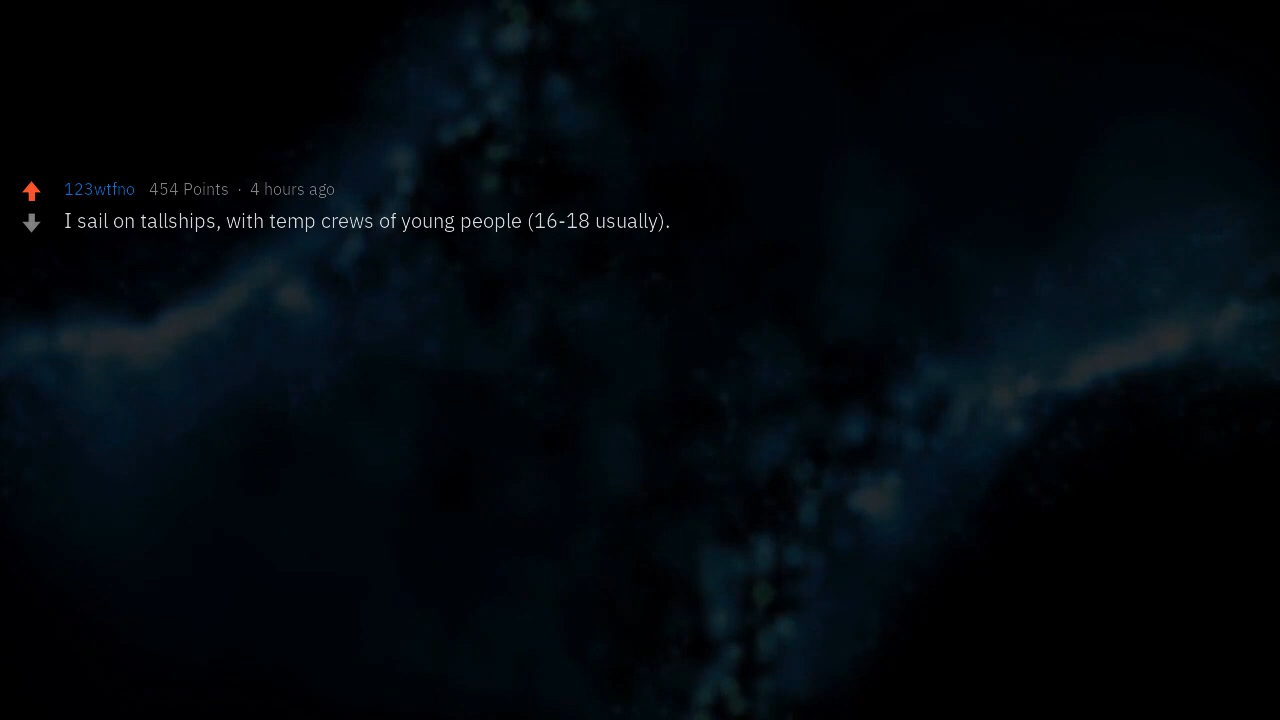 123wtfno 454 Points · 4 hours ago
I sail on tallships, with temp crews of young people (16-18 usually).